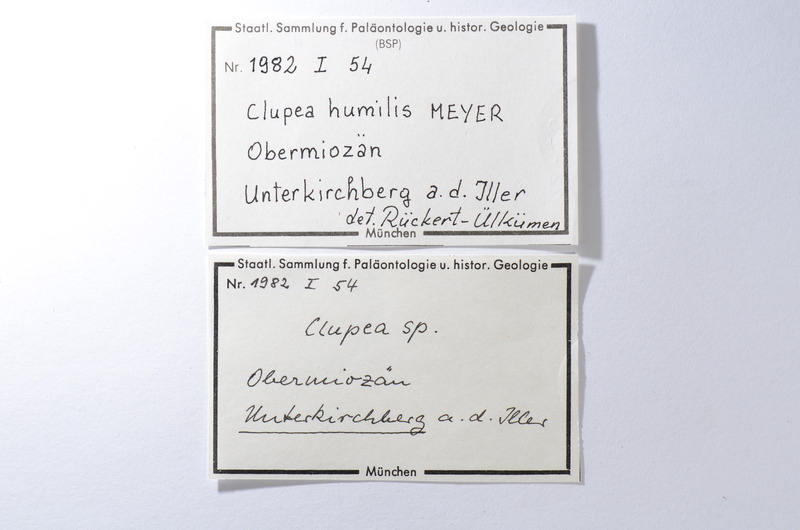 Staatl. Sammlung f. Paläontologie u. histor. Geologie
(BSP)
Nr. 1982 I 54
Clupea humilis MEYER
Obermiozän
Unterkirchberg a. d. Iller
det. Rückert-Ülkümen
München
Staatl. Sammlung f. Paläontologie u. histor. Geologie
Nr. 1982 I 54
Clupea sp.
Obermiozän
Unterkirchberg a. d. Iller
München